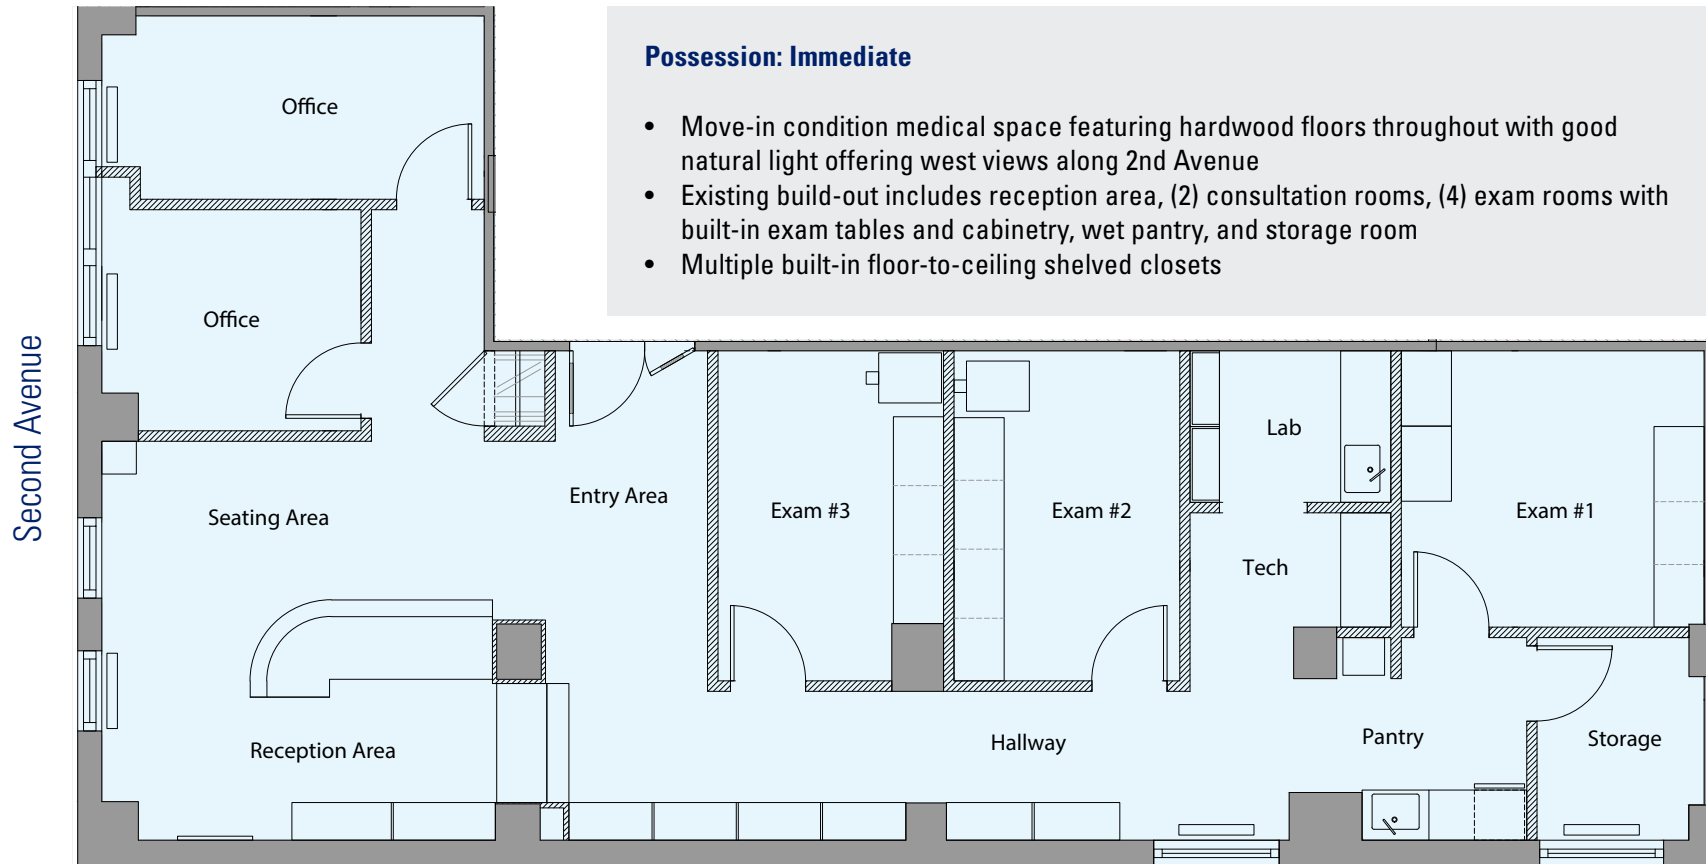 Possession: Immediate
• Move-in condition medical space featuring hardwood floors throughout with good
natural light offering west views along 2nd Avenue
• Existing build-out includes reception area, (2) consultation rooms, (4) exam rooms with
built-in exam tables and cabinetry, wet pantry, and storage room
• Multiple built-in floor-to-ceiling shelved closets
Office
Office
Second Avenue
Seating Area
Entry Area
Exam #3
Exam #2
Lab
Tech
Exam #1
Reception Area
Hallway
Pantry
Storage